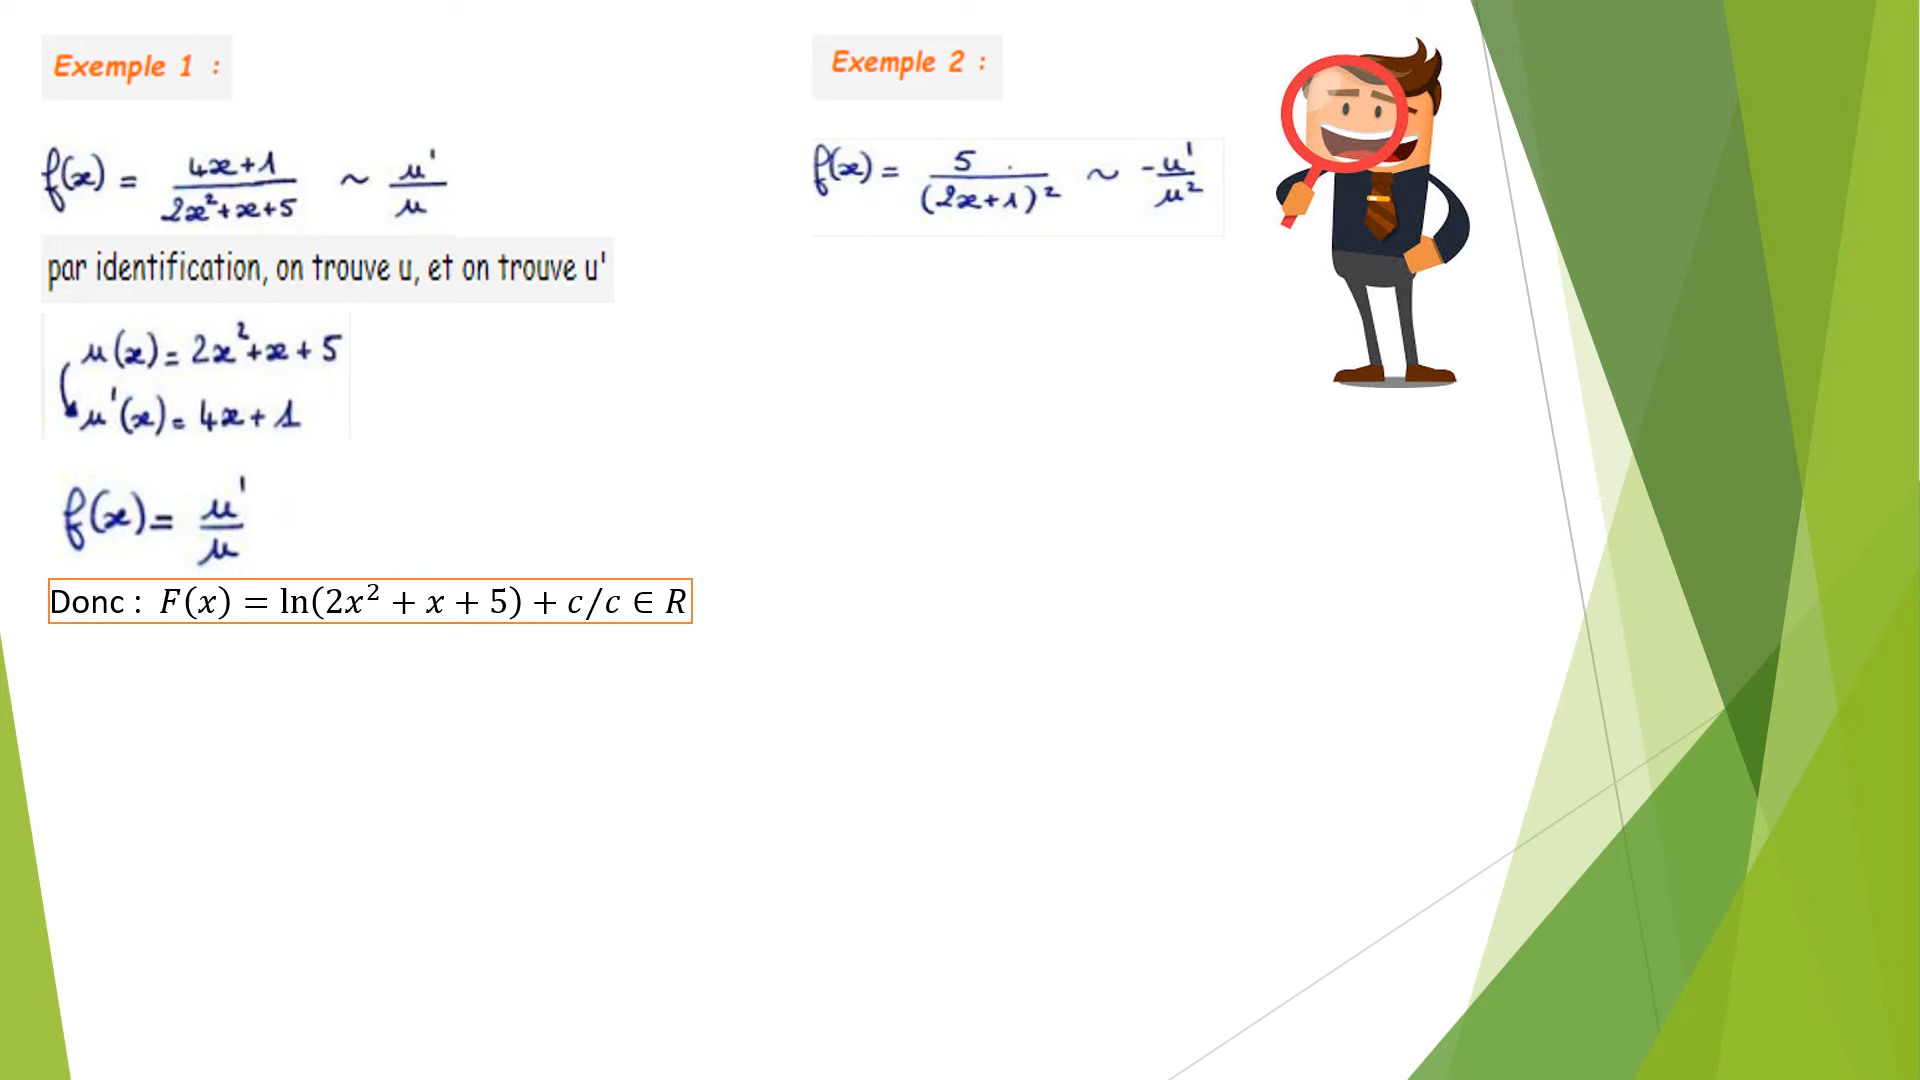 Exemple 1 :
f(x) = (4x+1)/(2x²+x+5) ~ u'/u
par identification, on trouve u, et on trouve u'
u(x) = 2x²+x+5
u'(x) = 4x+1
f(x) = u'/u
Donc : F(x) = ln(2x² + x + 5) + c/c ∈ R
Exemple 2 :
f(x) = 5/(2x+1)² ~ -u'/u²